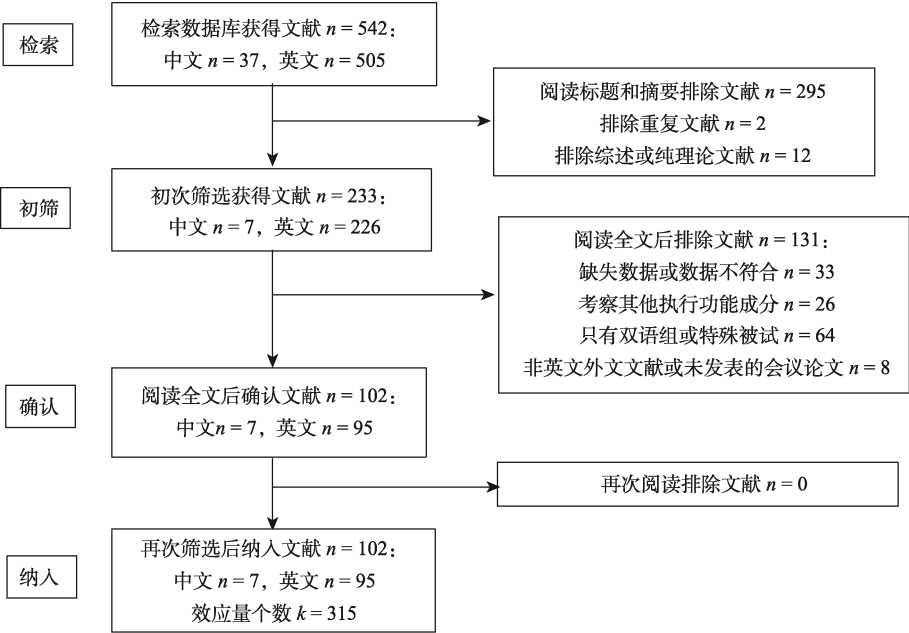 检索
检索数据库获得文献 n = 542：
中文 n = 37，英文 n = 505
阅读标题和摘要排除文献 n = 295
排除重复文献 n = 2
排除综述或纯理论文献 n = 12
初筛
初次筛选获得文献 n = 233：
中文 n = 7，英文 n = 226
阅读全文后排除文献 n = 131：
缺失数据或数据不符合 n = 33
考察其他执行功能成分 n = 26
只有双语组或特殊被试 n = 64
非英文外文文献或未发表的会议论文 n = 8
确认
阅读全文后确认文献 n = 102：
中文n = 7，英文 n = 95
再次阅读排除文献 n = 0
纳入
再次筛选后纳入文献 n = 102：
中文 n = 7，英文 n = 95
效应量个数 k = 315